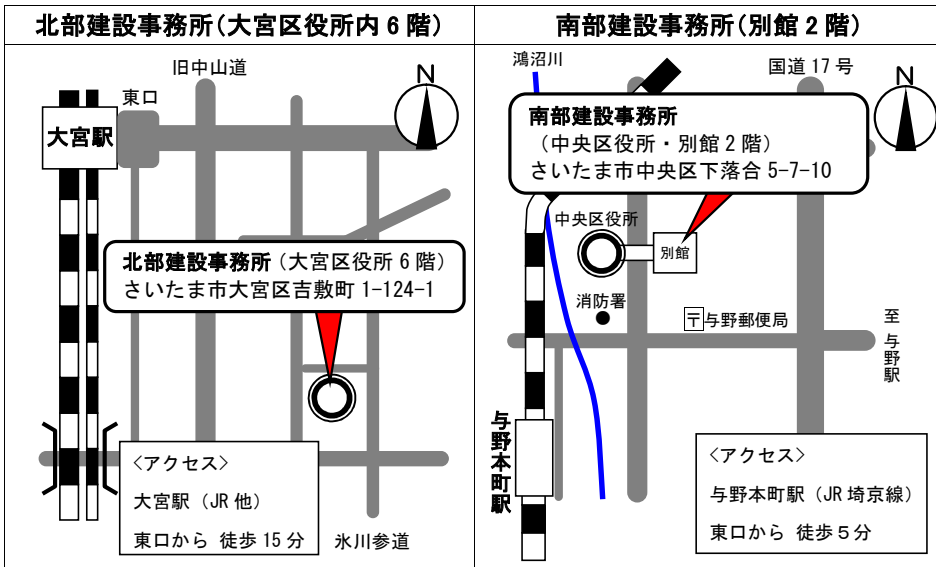 北部建設事務所(大宮区役所内 6 階)
旧中山道
東口
N
大宮駅
北部建設事務所（大宮区役所 6 階）
さいたま市大宮区吉敷町 1-124-1
<アクセス>
大宮駅（JR 他）
東口から 徒歩 15 分
氷川参道
南部建設事務所(別館 2 階)
鴻沼川
国道 17 号
N
南部建設事務所
（中央区役所・別館 2 階）
さいたま市中央区下落合 5-7-10
中央区役所
別館
消防署
〒与野郵便局
至与野駅
与野本町駅
<アクセス>
与野本町駅（JR 埼京線）
東口から 徒歩 5 分